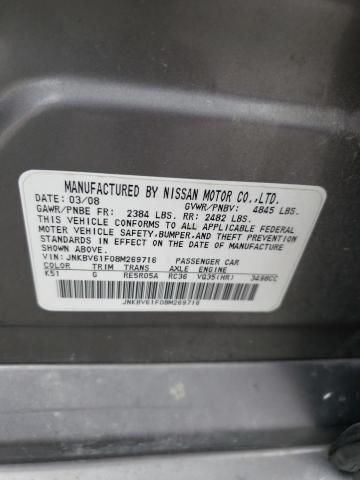 MANUFACTURED BY NISSAN MOTOR CO.,LTD.
DATE: 03/08 GVWR/PNBV: 4845 LBS.
GAWR/PNBE FR: 2384 LBS. RR: 2482 LBS.
THIS VEHICLE CONFORMS TO ALL APPLICABLE FEDERAL
MOTOR VEHICLE SAFETY,BUMPER,AND THEFT PREVENTION
STANDARDS IN EFFECT ON THE DATE OF MANUFACTURE
SHOWN ABOVE.
VIN: JNKBV61F08M269716 PASSENGER CAR
COLOR TRIM TRANS AXLE ENGINE
K51 G RE5R05A RC36 VQ35(HR) 3498CC
JNKBV61F08M269716